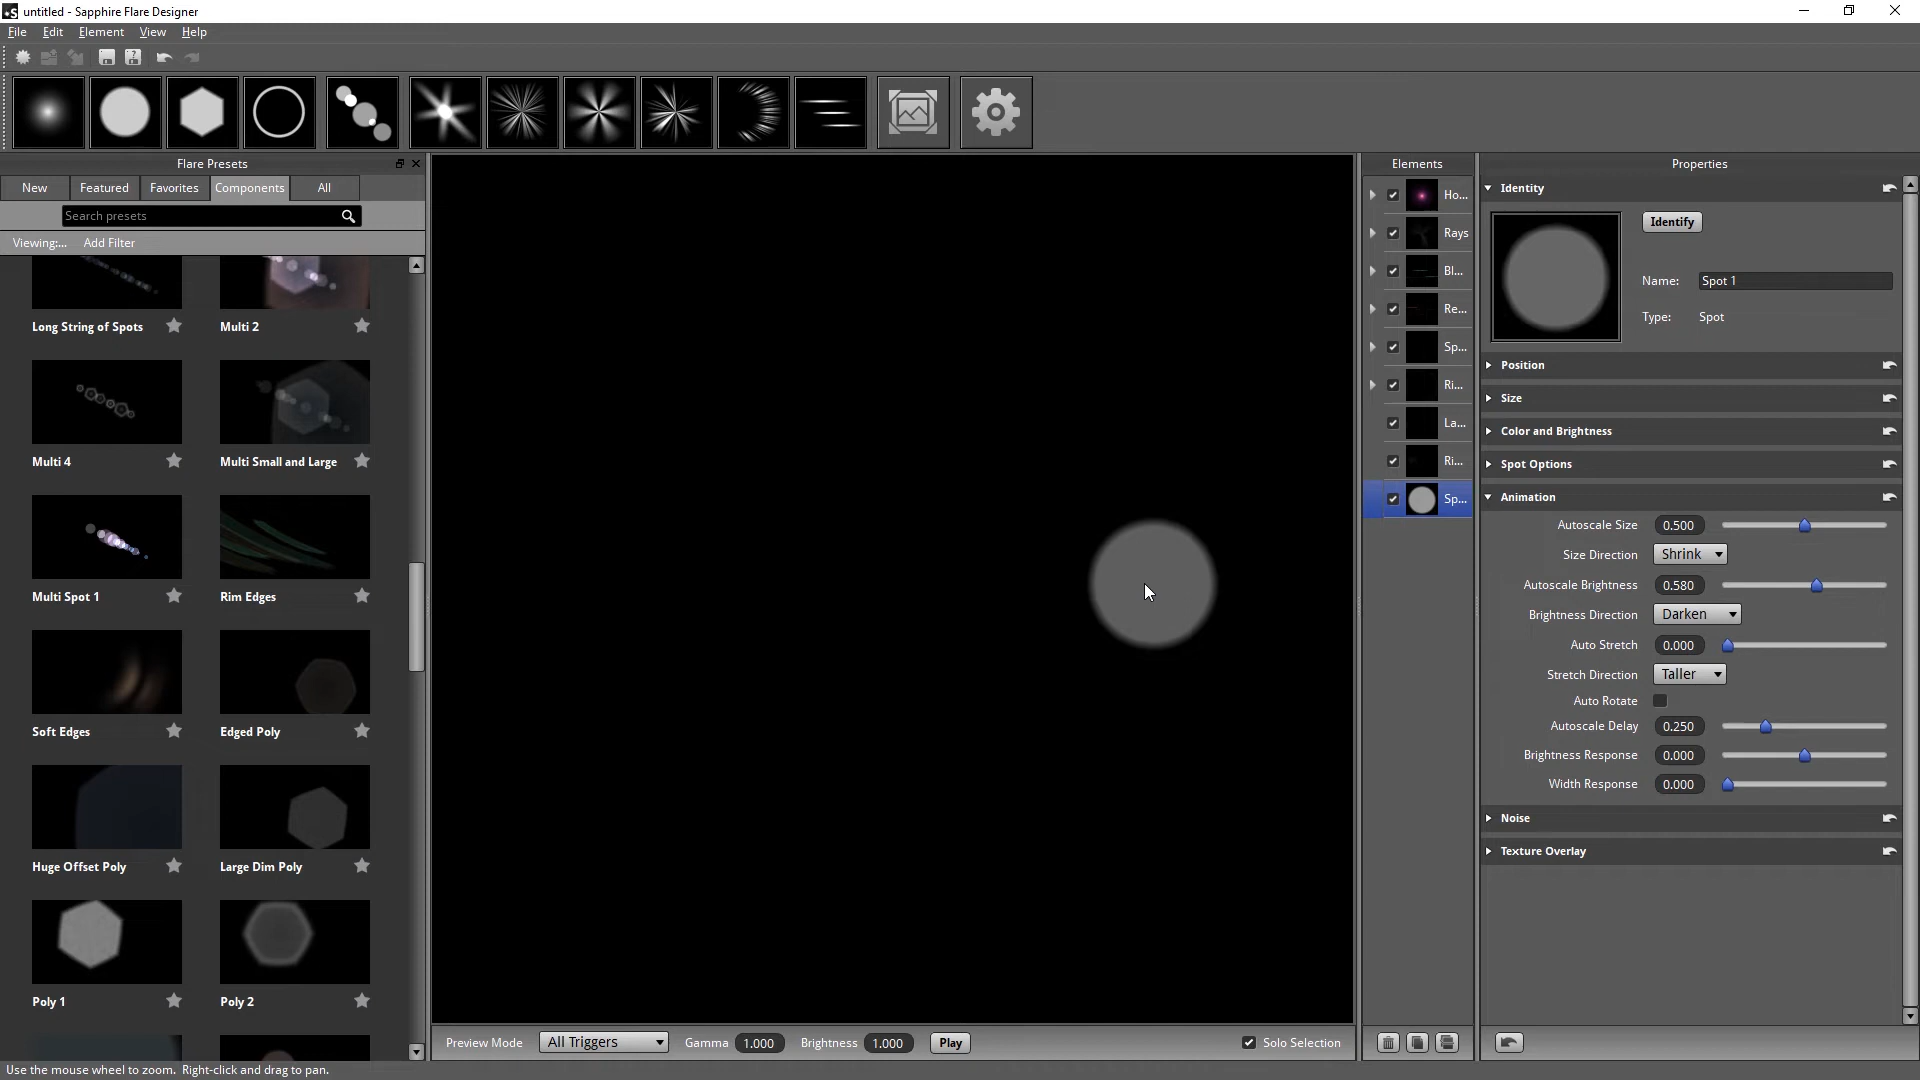 untitled - Sapphire Flare Designer
File Edit Element View Help
Flare Presets
New Featured Favorites Components All
Search presets
Viewing:... Add Filter
Long String of Spots Multi 2
Multi 4 Multi Small and Large
Multi Spot 1 Rim Edges
Soft Edges Edged Poly
Huge Offset Poly Large Dim Poly
Poly 1 Poly 2
Preview Mode All Triggers Gamma 1.000 Brightness 1.000 Play Solo Selection
Elements
Ho...
Rays
Bl...
Re...
Sp...
Ri...
La...
Ri...
Sp...
Properties
Identity
Identify
Name: Spot 1
Type: Spot
Position
Size
Color and Brightness
Spot Options
Animation
Autoscale Size 0.500
Size Direction Shrink
Autoscale Brightness 0.580
Brightness Direction Darken
Auto Stretch 0.000
Stretch Direction Taller
Auto Rotate
Autoscale Delay 0.250
Brightness Response 0.000
Width Response 0.000
Noise
Texture Overlay
Use the mouse wheel to zoom. Right-click and drag to pan.